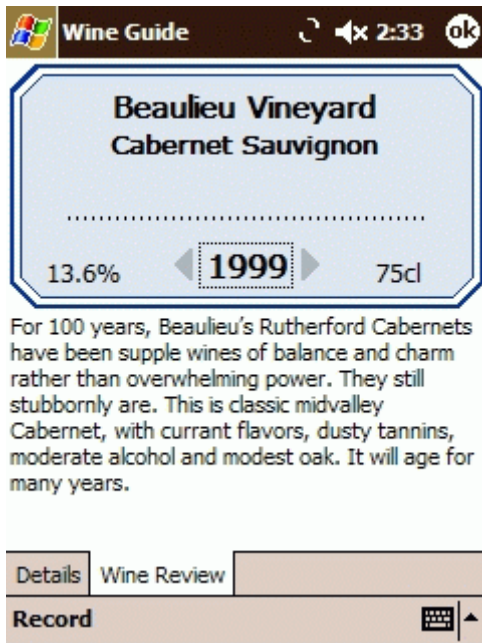 Wine Guide 2:33 ok
Beaulieu Vineyard
Cabernet Sauvignon
13.6% 1999 75cl
For 100 years, Beaulieu's Rutherford Cabernets
have been supple wines of balance and charm
rather than overwhelming power. They still
stubbornly are. This is classic midvalley
Cabernet, with currant flavors, dusty tannins,
moderate alcohol and modest oak. It will age for
many years.
Details Wine Review
Record